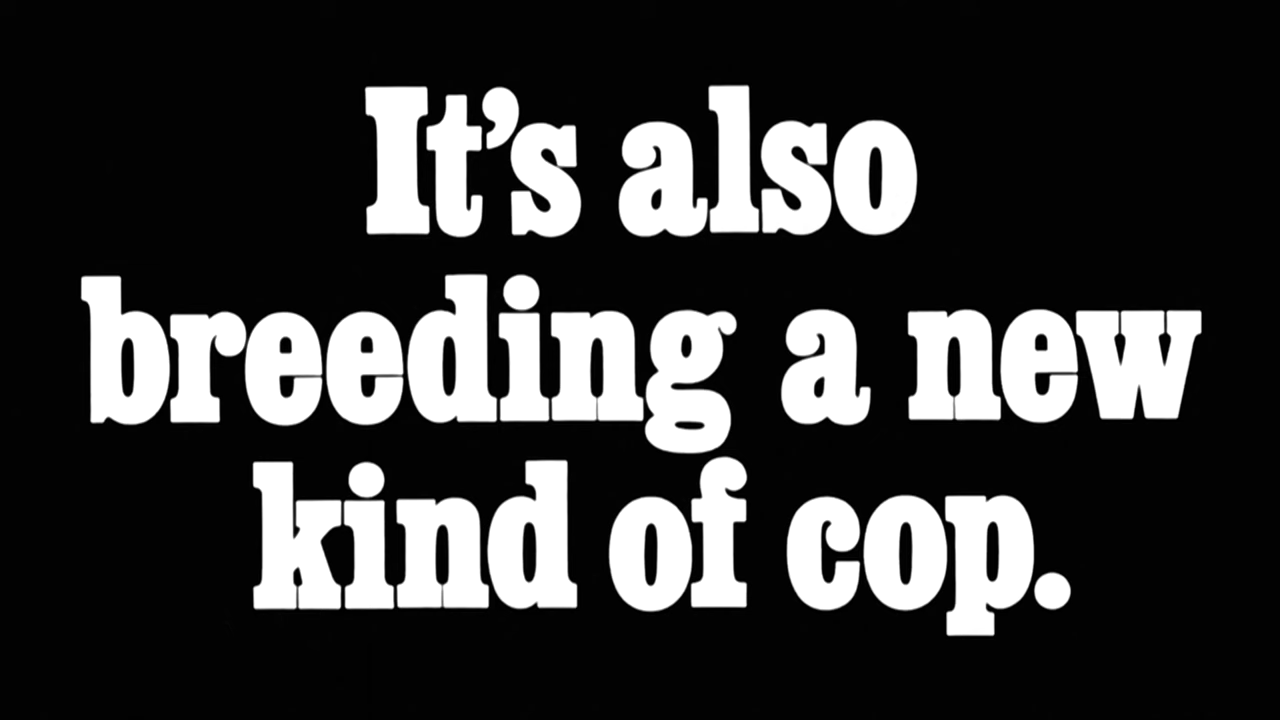 It’s also
breeding a new
kind of cop.